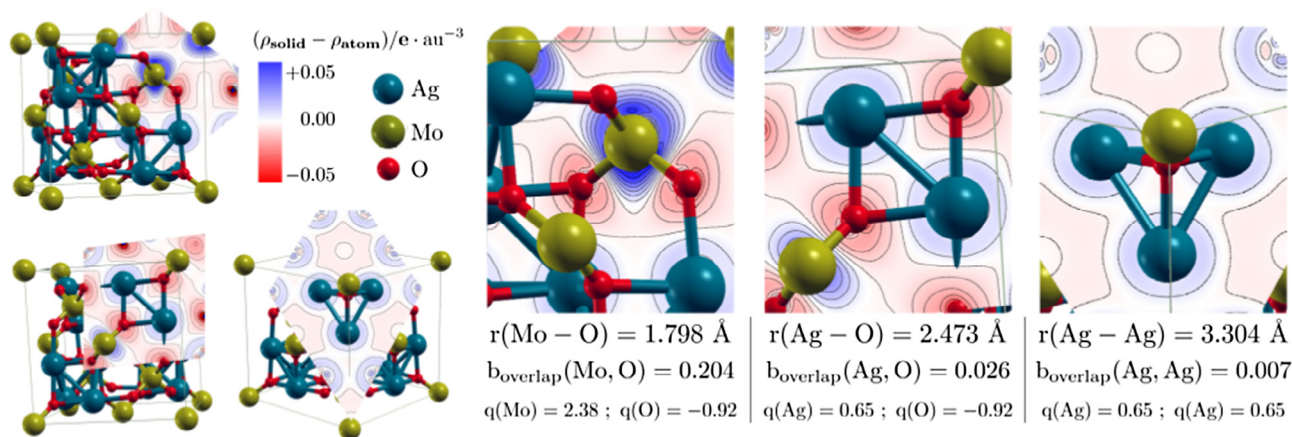 (ρsolid − ρatom)/e · au⁻³
+0.05
0.00
−0.05
Ag
Mo
O
r(Mo − O) = 1.798 Å
boverlap(Mo, O) = 0.204
q(Mo) = 2.38 ; q(O) = −0.92
r(Ag − O) = 2.473 Å
boverlap(Ag, O) = 0.026
q(Ag) = 0.65 ; q(O) = −0.92
r(Ag − Ag) = 3.304 Å
boverlap(Ag, Ag) = 0.007
q(Ag) = 0.65 ; q(Ag) = 0.65